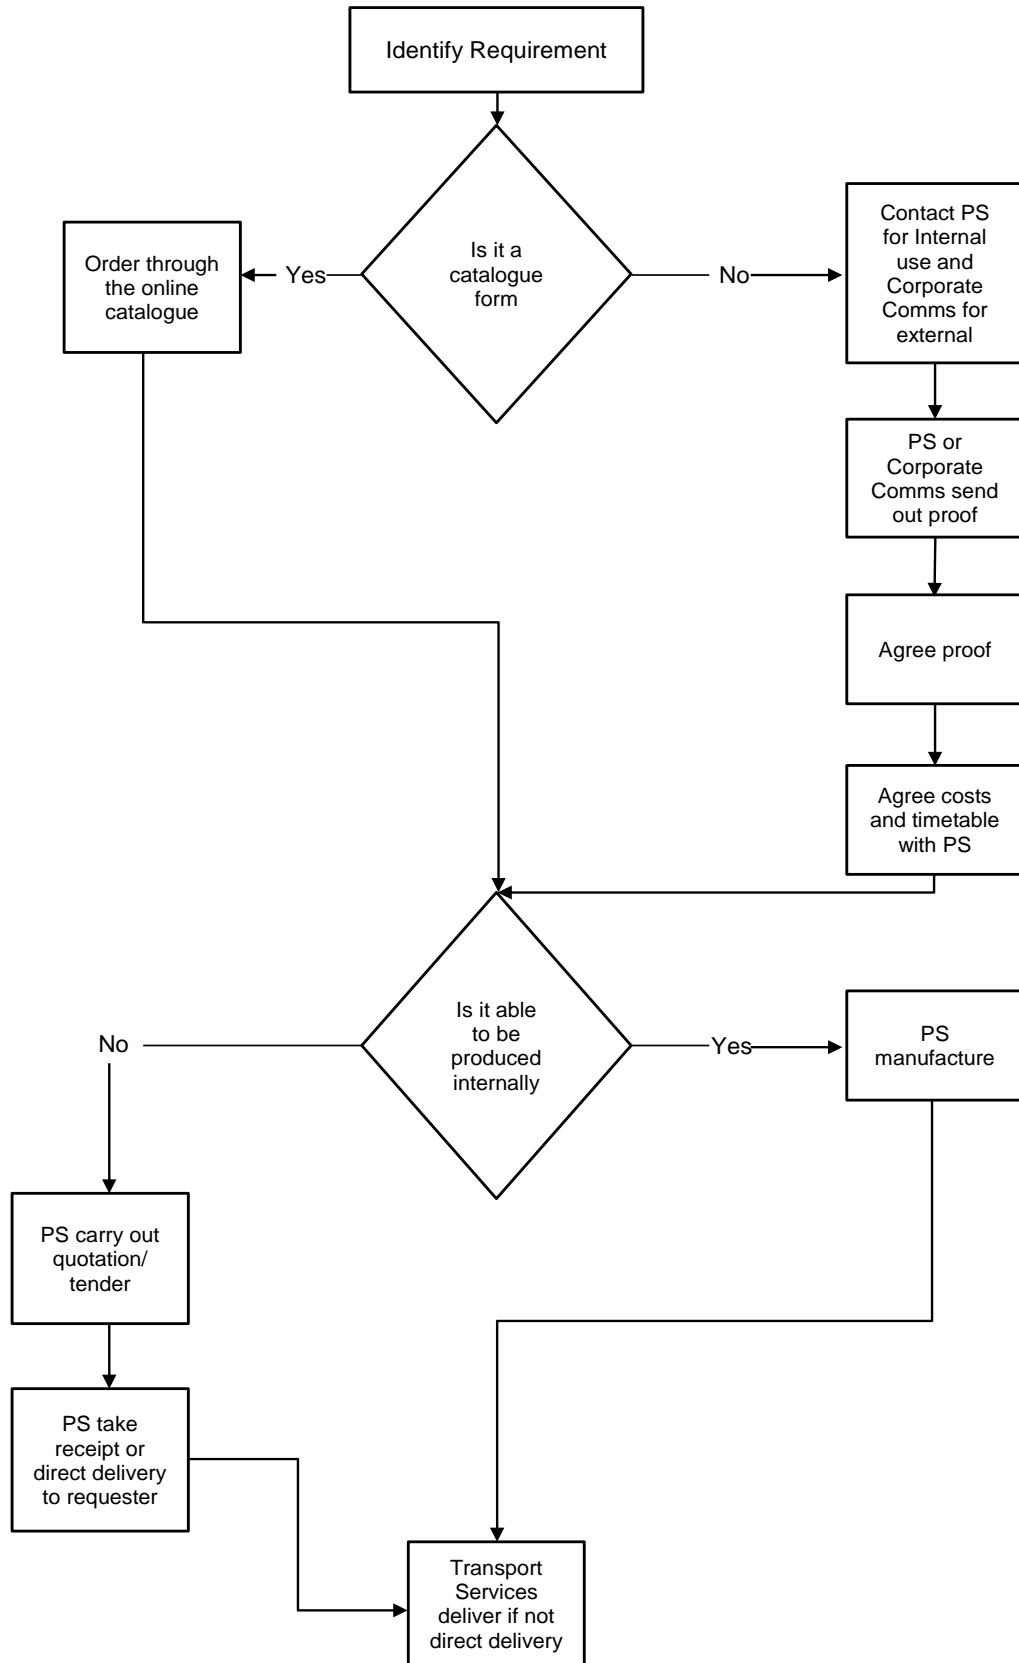 Identify Requirement
Is it a
catalogue
form
Yes
No
Order through
the online
catalogue
Contact PS
for Internal
use and
Corporate
Comms for
external
PS or
Corporate
Comms send
out proof
Agree proof
Agree costs
and timetable
with PS
Is it able
to be
produced
internally
No
Yes
PS
manufacture
PS carry out
quotation/
tender
PS take
receipt or
direct delivery
to requester
Transport
Services
deliver if not
direct delivery